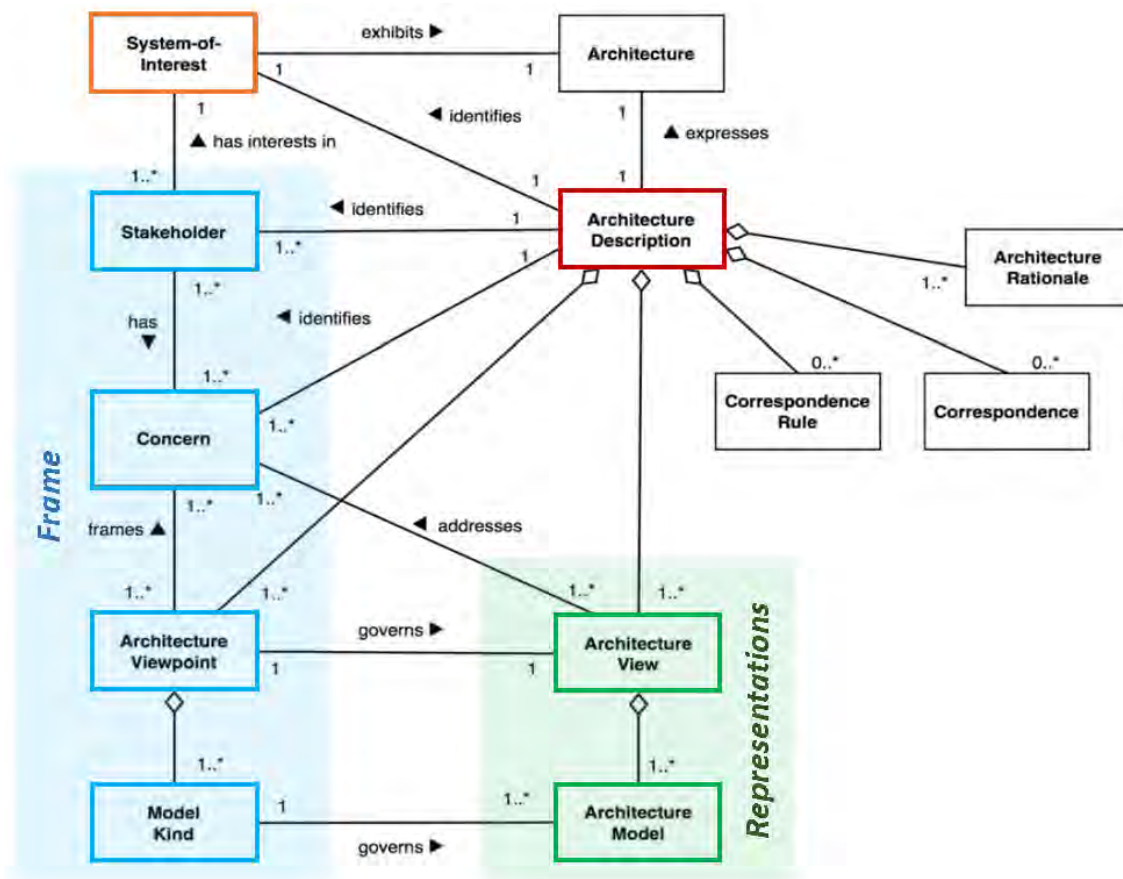 System-of-
Interest
exhibits ►
1
1
Architecture
1
◄ identifies
1
▲ has interests in
▲ expresses
1..*
1
1
Stakeholder
◄ identifies
1
1..*
Architecture
Description
1
1..*
Architecture
Rationale
1..*
has
▼
◄ identifies
1..*
1..*
0..*
0..*
Concern
Correspondence
Rule
Correspondence
Frame
1..*
1..*
frames ▲
◄ addresses
1..*
1..*
1..*
1..*
Architecture
Viewpoint
governs ►
1
1
Architecture
View
Representations
1..*
1..*
Model
Kind
1
1..*
governs ►
Architecture
Model